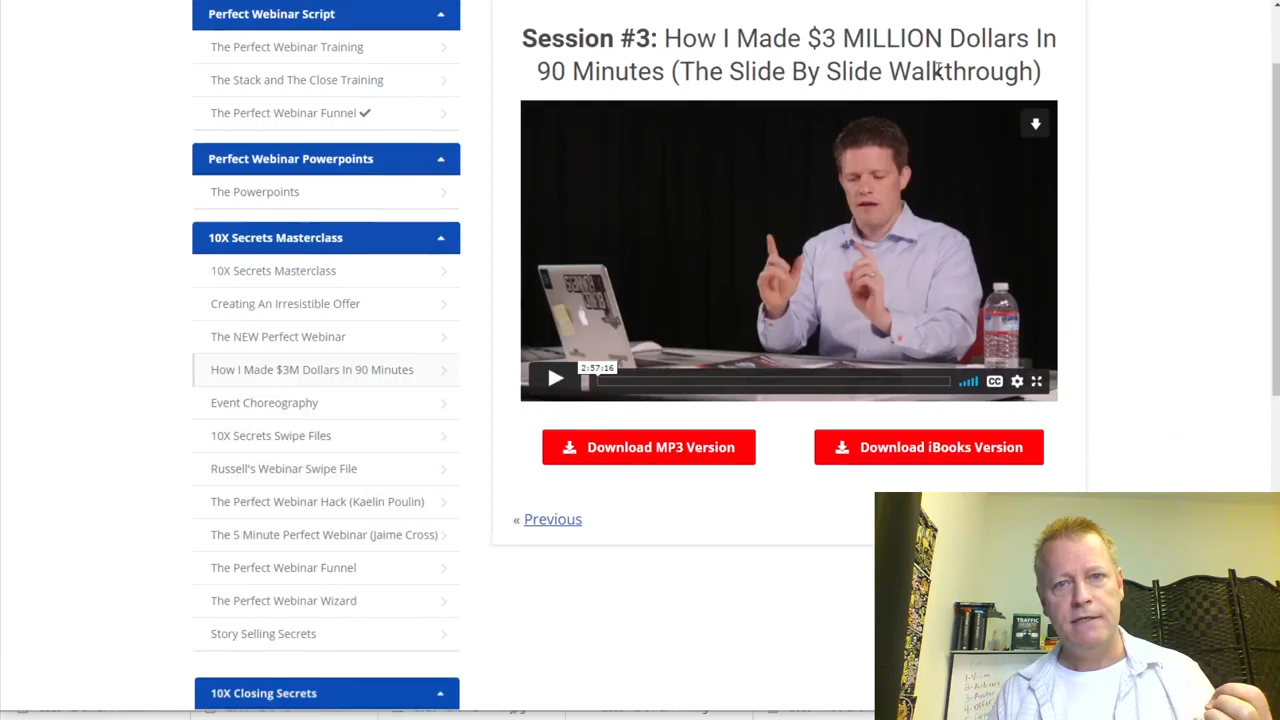 Perfect Webinar Script
The Perfect Webinar Training
The Stack and The Close Training
The Perfect Webinar Funnel
Perfect Webinar Powerpoints
The Powerpoints
10X Secrets Masterclass
10X Secrets Masterclass
Creating An Irresistible Offer
The NEW Perfect Webinar
How I Made $3M Dollars In 90 Minutes
Event Choreography
10X Secrets Swipe Files
Russell's Webinar Swipe File
The Perfect Webinar Hack (Kaelin Poulin)
The 5 Minute Perfect Webinar (Jaime Cross)
The Perfect Webinar Funnel
The Perfect Webinar Wizard
Story Selling Secrets
10X Closing Secrets
Session #3: How I Made $3 MILLION Dollars In
90 Minutes (The Slide By Slide Walkthrough)
2:57:16
CC
Download MP3 Version
Download iBooks Version
« Previous
TRAFFIC